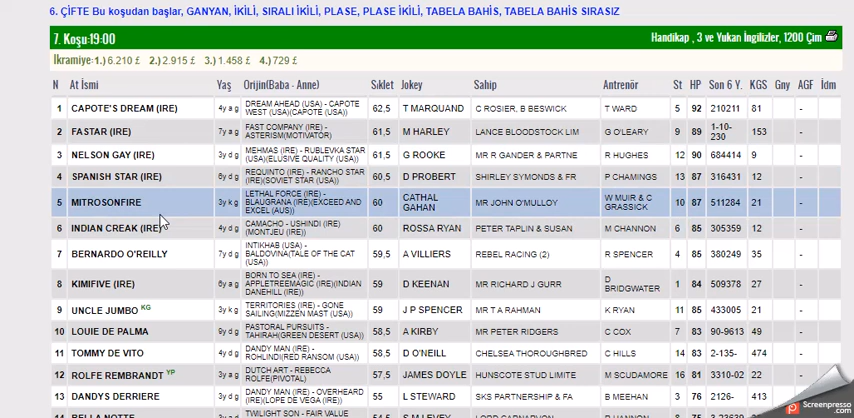 6. ÇİFTE Bu koşudan başlar, GANYAN, İKİLİ, SIRALI İKİLİ, PLASE, PLASE İKİLİ, TABELA BAHİS, TABELA BAHİS SIRASIZ
7. Koşu:19:00 Handikap , 3 ve Yukarı İngilizler, 1200 Çim
İkramiye:1.) 6.210 £ 2.) 2.915 £ 3.) 1.458 £ 4.) 729 £
N At İsmi Yaş Orijin(Baba - Anne) Sıklet Jokey Sahip Antrenör St HP Son 6 Y. KGS Gny AGF İdm
1 CAPOTE'S DREAM (IRE) 4y a g DREAM AHEAD (USA) - CAPOTE WEST (USA)(CAPOTE (USA)) 62,5 T MARQUAND C ROSIER, B BESWICK T WARD 5 92 210211 81 -
2 FASTAR (IRE) 7y a g FAST COMPANY (IRE) - ASTERISM(MOTIVATOR) 61,5 M HARLEY LANCE BLOODSTOCK LIM G O'LEARY 9 89 1-10-230 153 -
3 NELSON GAY (IRE) 3y d g MEHMAS (IRE) - RUBLEVKA STAR (USA)(ELUSIVE QUALITY (USA)) 60,5 G ROOKE MR R GANDER & PARTNE R HUGHES 12 90 684414 9 -
4 SPANISH STAR (IRE) 6y d g REQUINTO (IRE) - RANCHO STAR (IRE)(SOVIET STAR (USA)) 60,5 D PROBERT SHIRLEY SYMONDS & FR P CHAMINGS 13 87 316431 12 -
5 MITROSONFIRE 3y k g LETHAL FORCE (IRE) - BLAUGRANA (IRE)(EXCEED AND EXCEL (AUS)) 60 CATHAL GAHAN MR JOHN O'MULLOY W MUIR & C GRASSICK 10 87 511284 21 -
6 INDIAN CREAK (IRE) 4y d g CAMACHO - USHINDI (IRE)(MONTJEU (IRE)) 60 ROSSA RYAN PETER TAPLIN & SUSAN M CHANNON 6 85 305359 12 -
7 BERNARDO O'REILLY 7y d g INTIKHAB (USA) - BALDOVINA(TALE OF THE CAT (USA)) 59,5 A VILLIERS REBEL RACING (2) R SPENCER 4 85 380249 35 -
8 KIMIFIVE (IRE) 6y a g BORN TO SEA (IRE) - APPLETREEMAGIC (IRE)(INDIAN DANEHILL (IRE)) 59 D KEENAN MR RICHARD J GURR D BRIDGWATER 1 84 509378 27 -
9 UNCLE JUMBO KG 3y k g TERRITORIES (IRE) - GONE SAILING(MIZZEN MAST (USA)) 59 J P SPENCER MR T A RAHMAN K RYAN 11 85 433005 21 -
10 LOUIE DE PALMA 9y d g PASTORAL PURSUITS - TAHIRAH(GREEN DESERT (USA)) 58,5 A KIRBY MR PETER RIDGERS C COX 7 83 90-9613 49 -
11 TOMMY DE VITO 4y d g DANDY MAN (IRE) - ROHLINDI(RED RANSOM (USA)) 58,5 D O'NEILL CHELSEA THOROUGHBRED C HILLS 14 83 2-135- 474 -
12 ROLFE REMBRANDT YP 3y a g DUTCH ART - REBECCA ROLFE(PIVOTAL) 57,5 JAMES DOYLE HUNSCOTE STUD LIMITE M SCUDAMORE 16 81 3310-02 22 -
13 DANDYS DERRIERE 3y d g DANDY MAN (IRE) - OVERHEARD (IRE)(LOPE DE VEGA (IRE)) 55 L STEWARD SKS PARTNERSHIP & FA B MEEHAN 3 76 2126- 413 -
TWILIGHT SON - FAIR VALUE
Screenpresso
.com